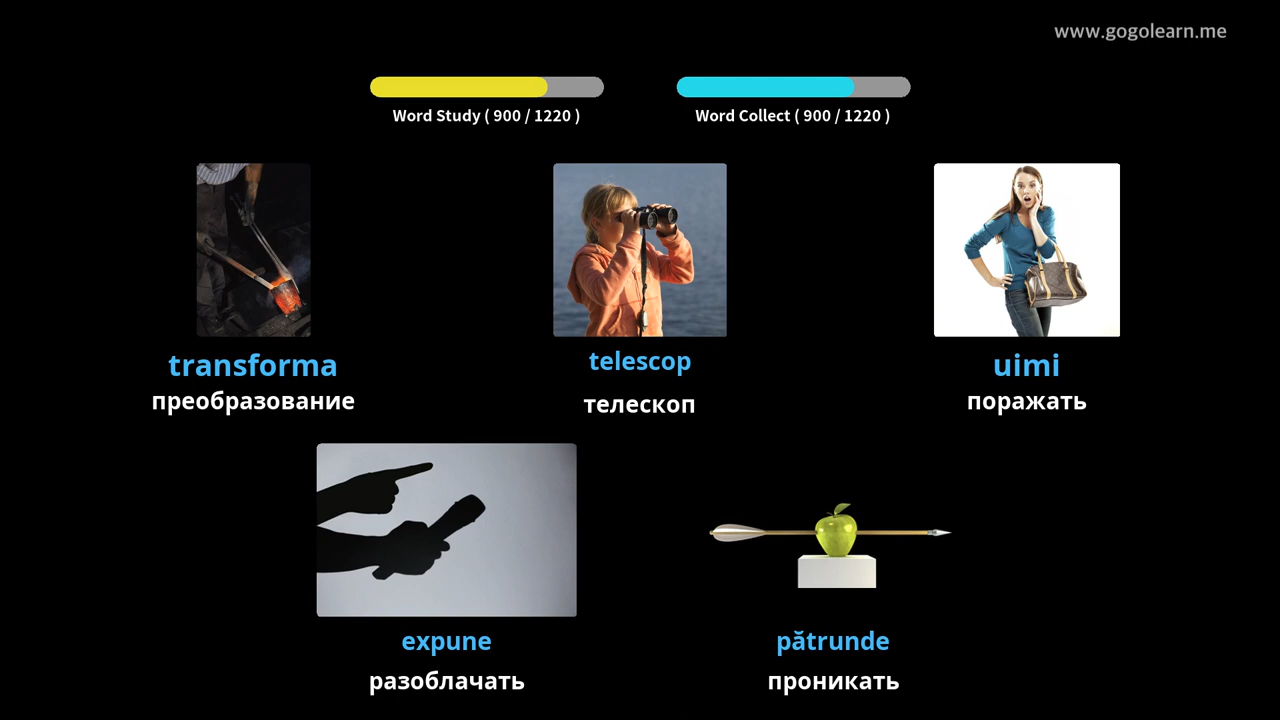 www.gogolearn.me
Word Study ( 900 / 1220 )
Word Collect ( 900 / 1220 )
transforma
преобразование
telescop
телескоп
uimi
поражать
expune
разоблачать
pătrunde
проникать